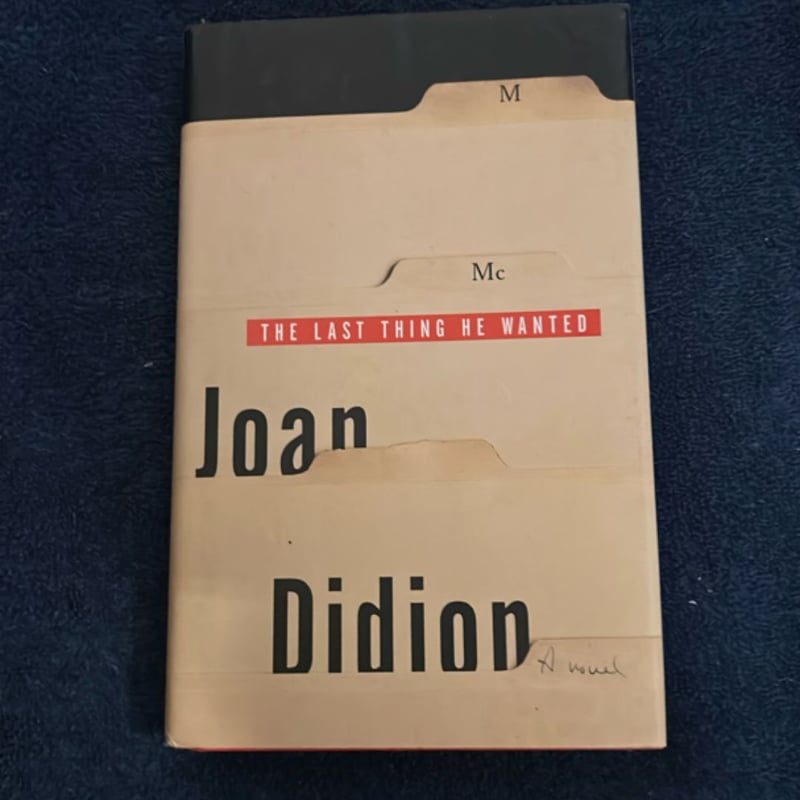 M
Mc
THE LAST THING HE WANTED
Joan
Didion
A novel